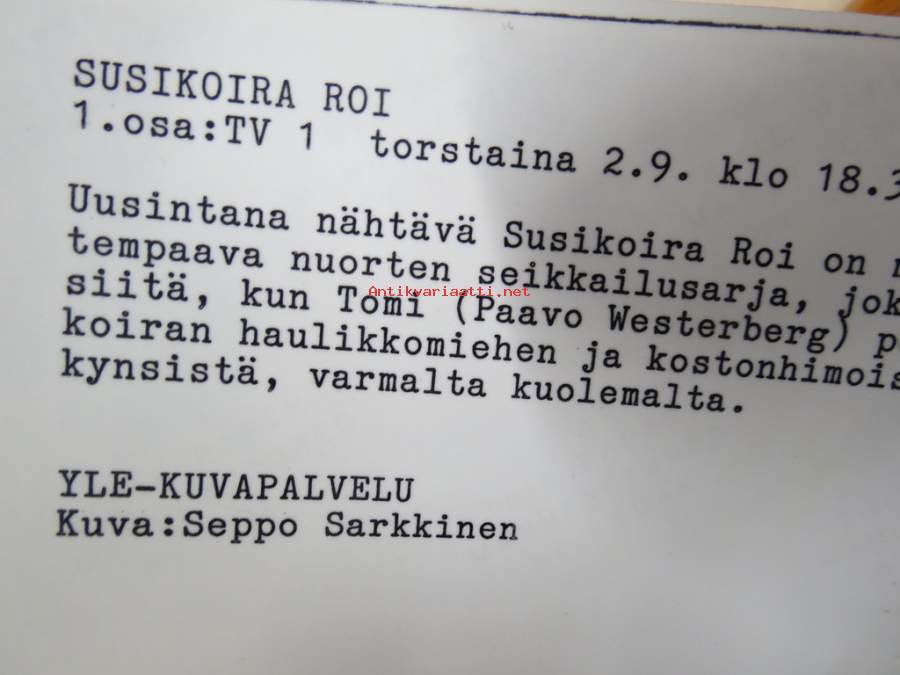 SUSIKOIRA ROI
1.osa:TV 1 torstaina 2.9. klo 18.3
Uusintana nähtävä Susikoira Roi on
tempaava nuorten seikkailusarja, jok
Antikvariaatti.net
siitä, kun Tomi (Paavo Westerberg) p
koiran haulikkomiehen ja kostonhimois
kynsistä, varmalta kuolemalta.
YLE-KUVAPALVELU
Kuva:Seppo Sarkkinen